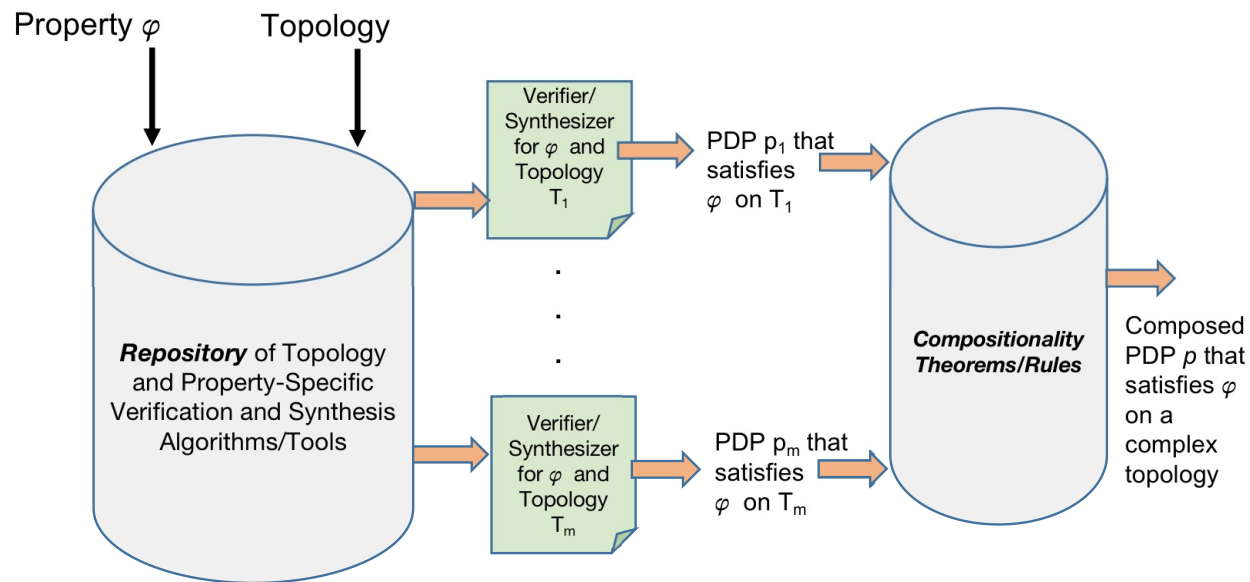 Property φ
Topology
Repository of Topology
and Property-Specific
Verification and Synthesis
Algorithms/Tools
Verifier/
Synthesizer
for φ and
Topology
T₁
PDP p₁ that
satisfies
φ on T₁
.
.
.
Verifier/
Synthesizer
for φ and
Topology
Tₘ
PDP pₘ that
satisfies
φ on Tₘ
Compositionality
Theorems/Rules
Composed
PDP p that
satisfies φ
on a
complex
topology